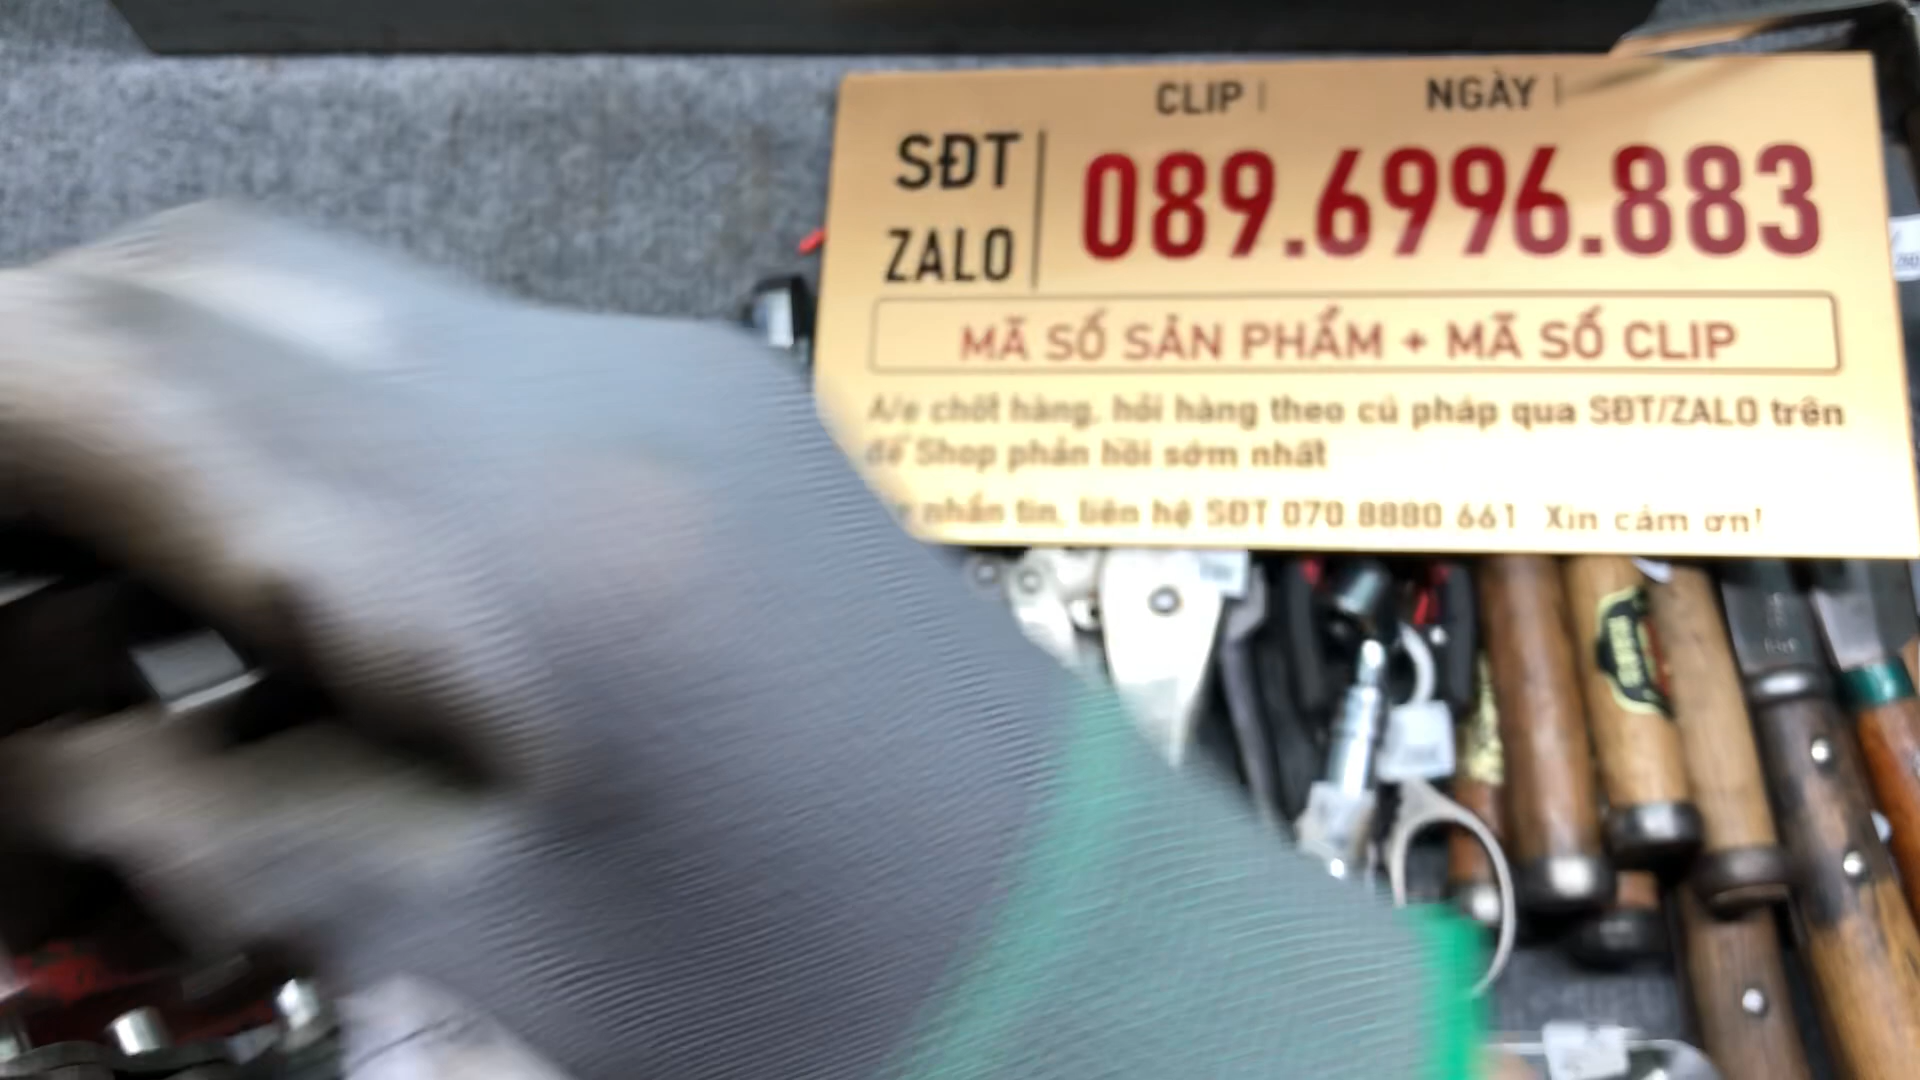 CLIP | NGÀY |
SĐT
ZALO
089.6996.883
MÃ SỐ SẢN PHẨM + MÃ SỐ CLIP
A/e chốt hàng, hỏi hàng theo cú pháp qua SĐT/ZALO trên
để Shop phản hồi sớm nhất
nhắn tin, liên hệ SĐT 070 8880 661 Xin cảm ơn!